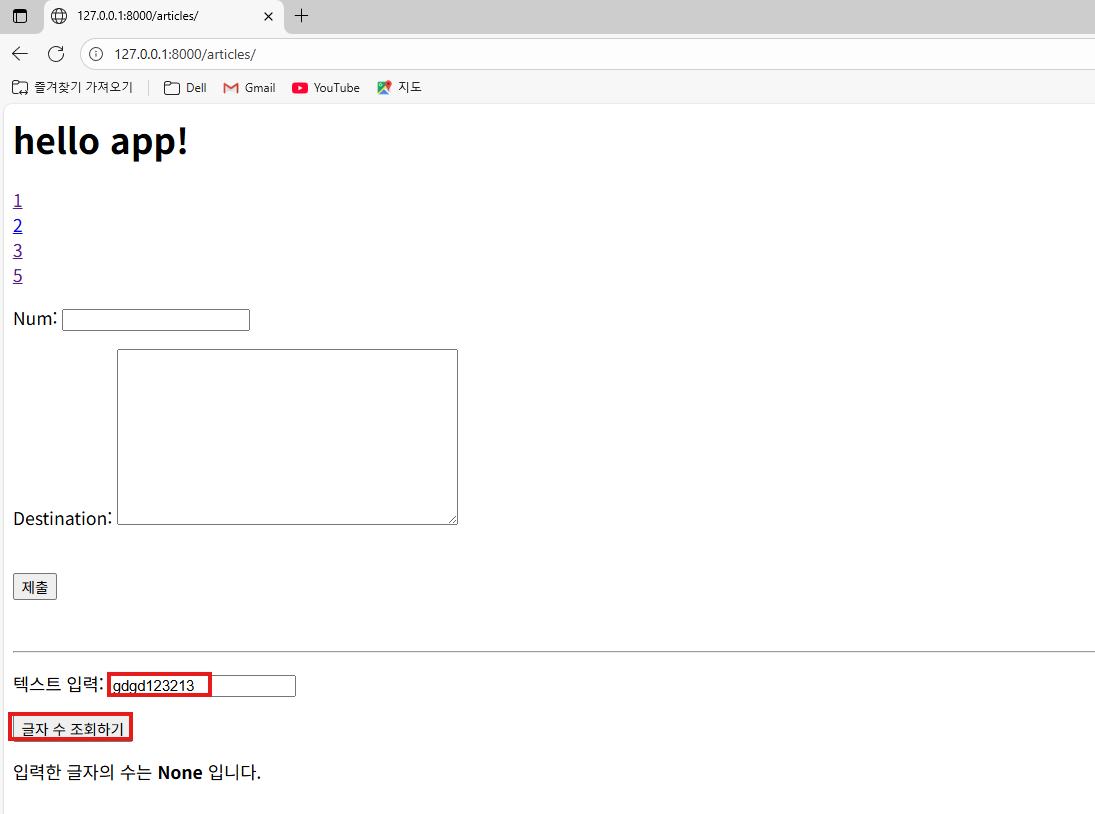 127.0.0.1:8000/articles/
127.0.0.1:8000/articles/
즐겨찾기 가져오기 Dell Gmail YouTube 지도
hello app!
1
2
3
5
Num:
Destination:
제출
텍스트 입력: gdgd123213
글자 수 조회하기
입력한 글자의 수는 None 입니다.